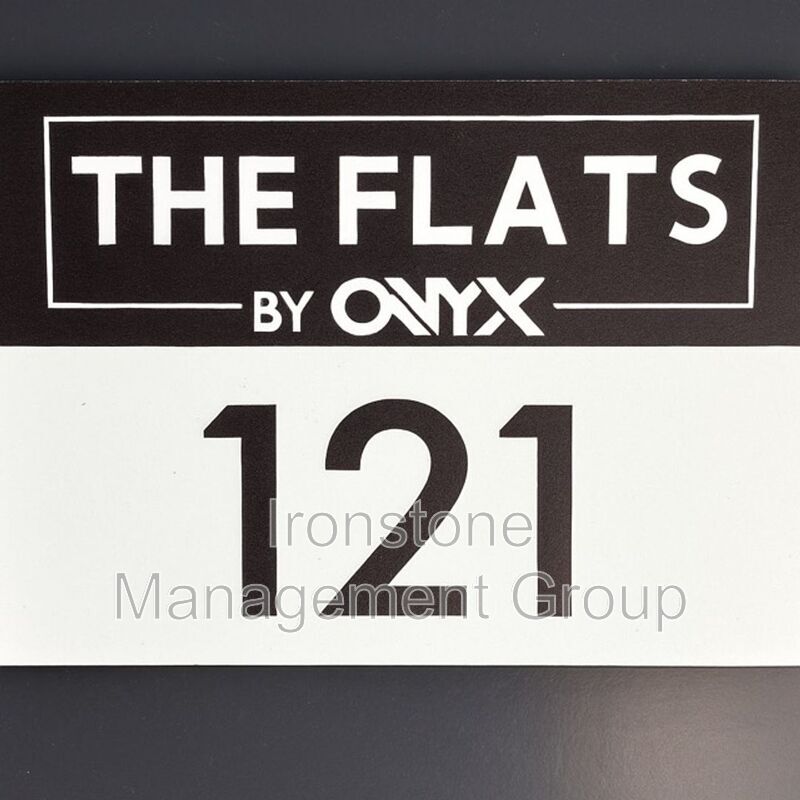 THE FLATS
BY ONYX
121
Ironstone
Management Group